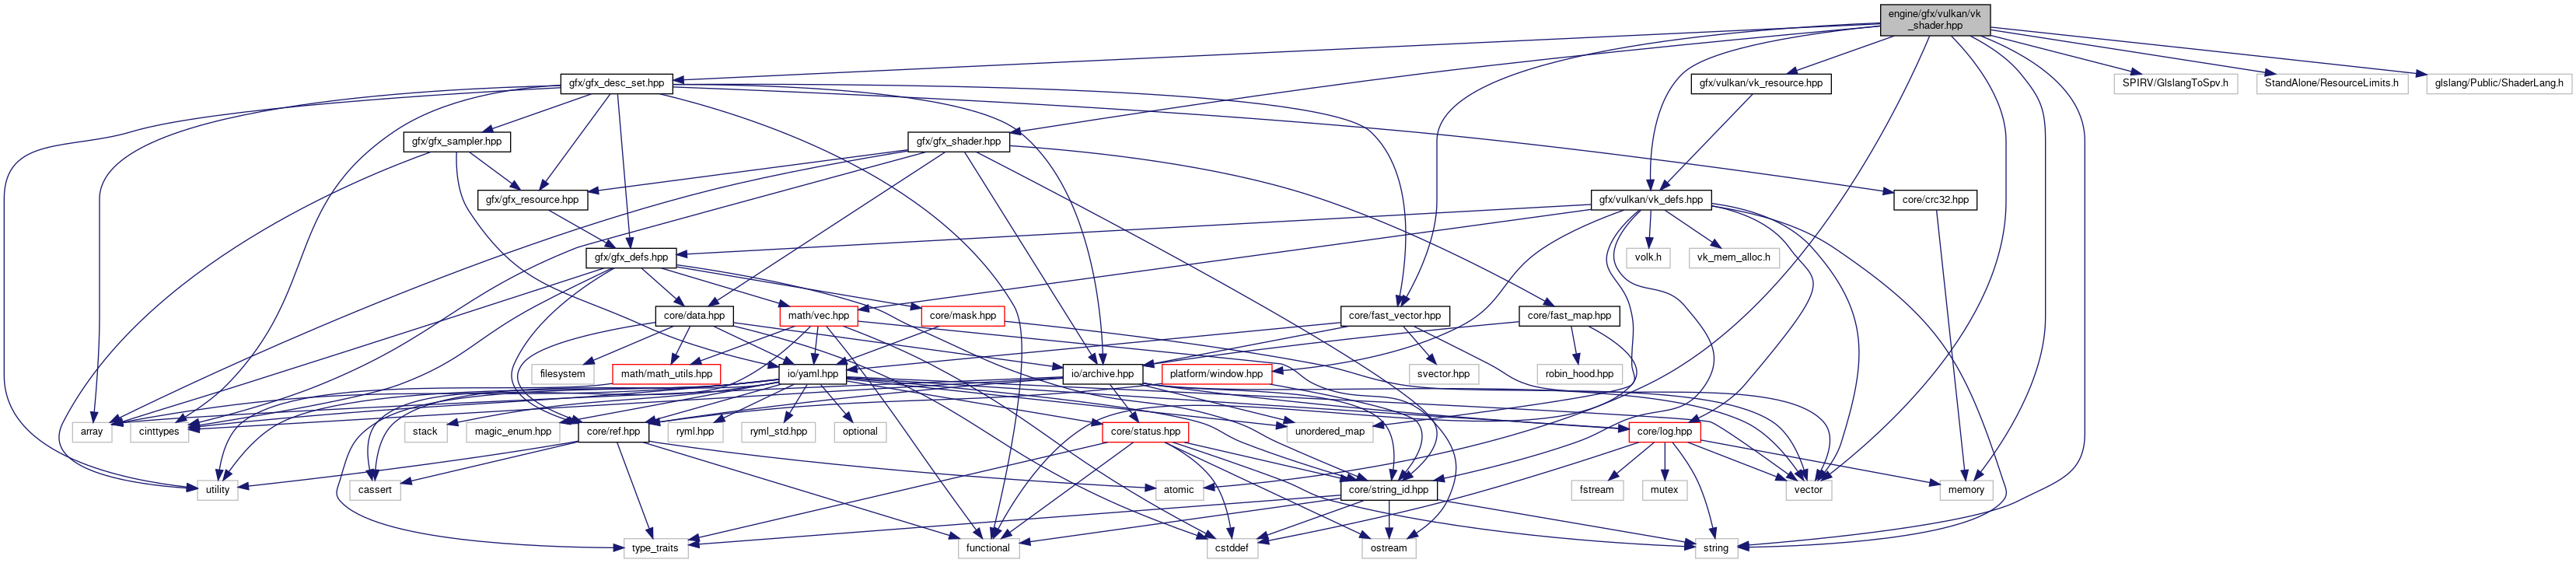 engine/gfx/vulkan/vk
_shader.hpp
gfx/gfx_desc_set.hpp
gfx/vulkan/vk_resource.hpp
SPIRV/GlslangToSpv.h
StandAlone/ResourceLimits.h
glslang/Public/ShaderLang.h
gfx/gfx_sampler.hpp
gfx/gfx_shader.hpp
gfx/gfx_resource.hpp
gfx/vulkan/vk_defs.hpp
core/crc32.hpp
gfx/gfx_defs.hpp
volk.h
vk_mem_alloc.h
core/data.hpp
math/vec.hpp
core/mask.hpp
core/fast_vector.hpp
core/fast_map.hpp
filesystem
math/math_utils.hpp
io/yaml.hpp
io/archive.hpp
platform/window.hpp
svector.hpp
robin_hood.hpp
array
cinttypes
stack
magic_enum.hpp
core/ref.hpp
ryml.hpp
ryml_std.hpp
optional
core/status.hpp
unordered_map
core/log.hpp
utility
cassert
atomic
core/string_id.hpp
fstream
mutex
vector
memory
type_traits
functional
cstddef
ostream
string